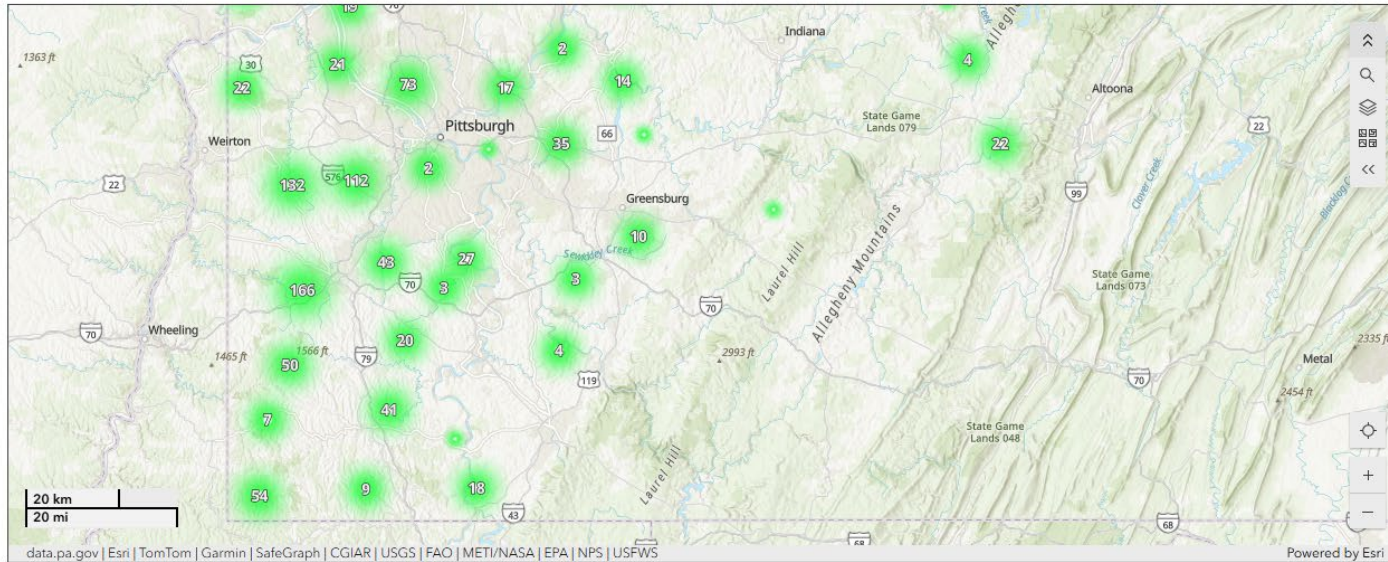 19
70
Indiana
1363 ft
30
21
73
2
17
14
22
4
Allegheny
Altoona
Pittsburgh
66
State Game
Lands 079
Weirton
35
22
22
2
22
132
576
112
99
Clover Creek
Greensburg
10
Sewickley Creek
43
27
70
3
3
166
Laurel Hill
Allegheny Mountains
70
State Game
Lands 073
70
Wheeling
20
4
1465 ft
1566 ft
79
50
119
2993 ft
70
2335 ft
Metal
2454 ft
7
41
State Game
Lands 048
Laurel Hill
54
9
18
43
68
68
20 km
20 mi
data.pa.gov | Esri | TomTom | Garmin | SafeGraph | CGIAR | USGS | FAO | METI/NASA | EPA | NPS | USFWS
Powered by Esri